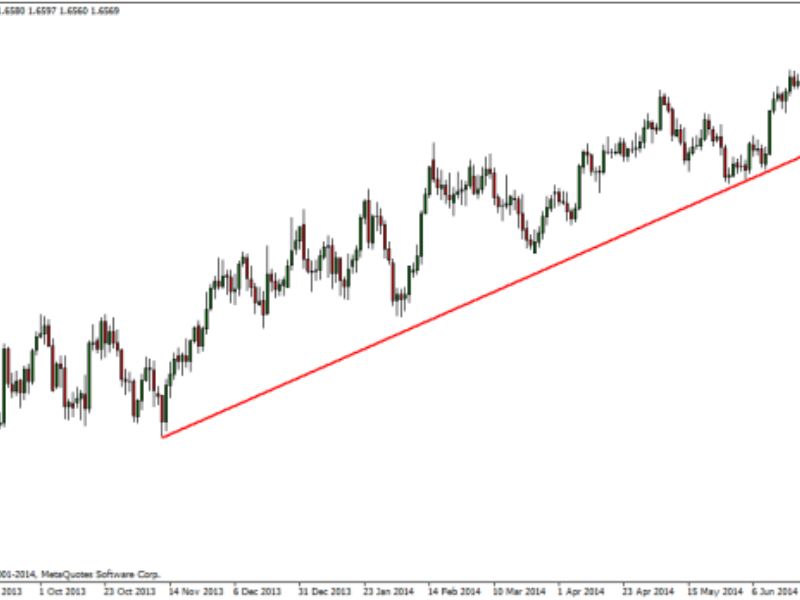 1.6580 1.6597 1.6560 1.6569
001-2014, MetaQuotes Software Corp.
2013 1 Oct 2013 23 Oct 2013 14 Nov 2013 6 Dec 2013 31 Dec 2013 23 Jan 2014 14 Feb 2014 10 Mar 2014 1 Apr 2014 23 Apr 2014 15 May 2014 6 Jun 2014